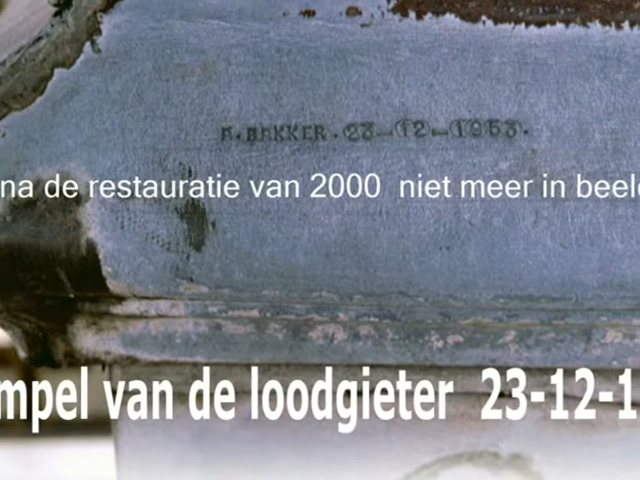 R.BAKKER.23-12-1953.
na de restauratie van 2000 niet meer in beeld
mpel van de loodgieter 23-12-1